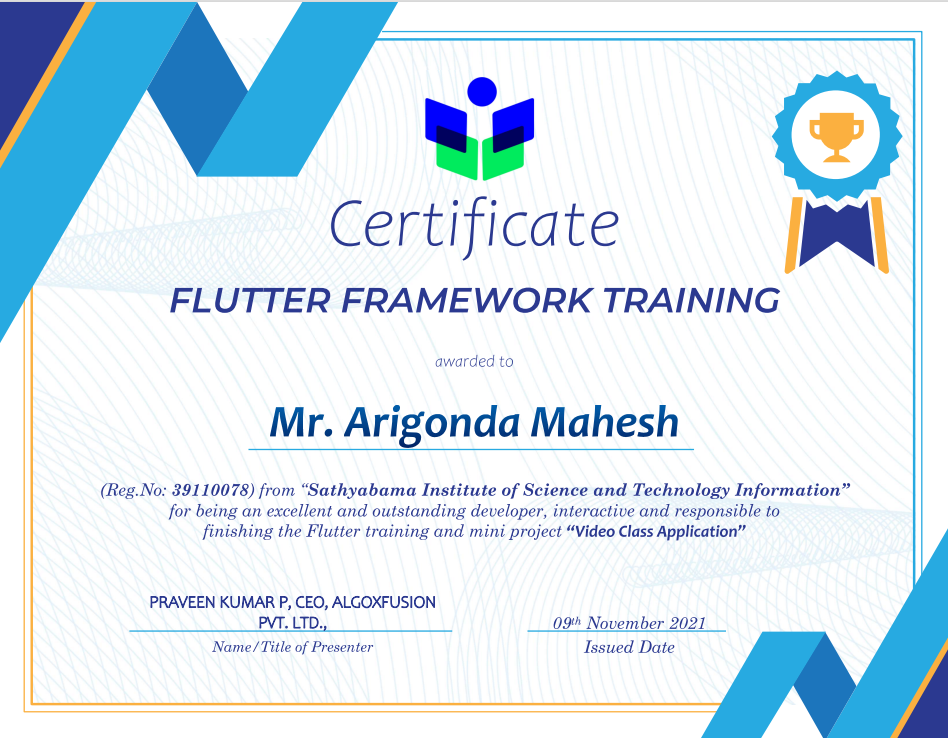 Certificate
FLUTTER FRAMEWORK TRAINING
awarded to
Mr. Arigonda Mahesh
(Reg.No: 39110078) from “Sathyabama Institute of Science and Technology Information”
for being an excellent and outstanding developer, interactive and responsible to
finishing the Flutter training and mini project “Video Class Application”
PRAVEEN KUMAR P, CEO, ALGOXFUSION
PVT. LTD.,
Name/Title of Presenter
09th November 2021
Issued Date